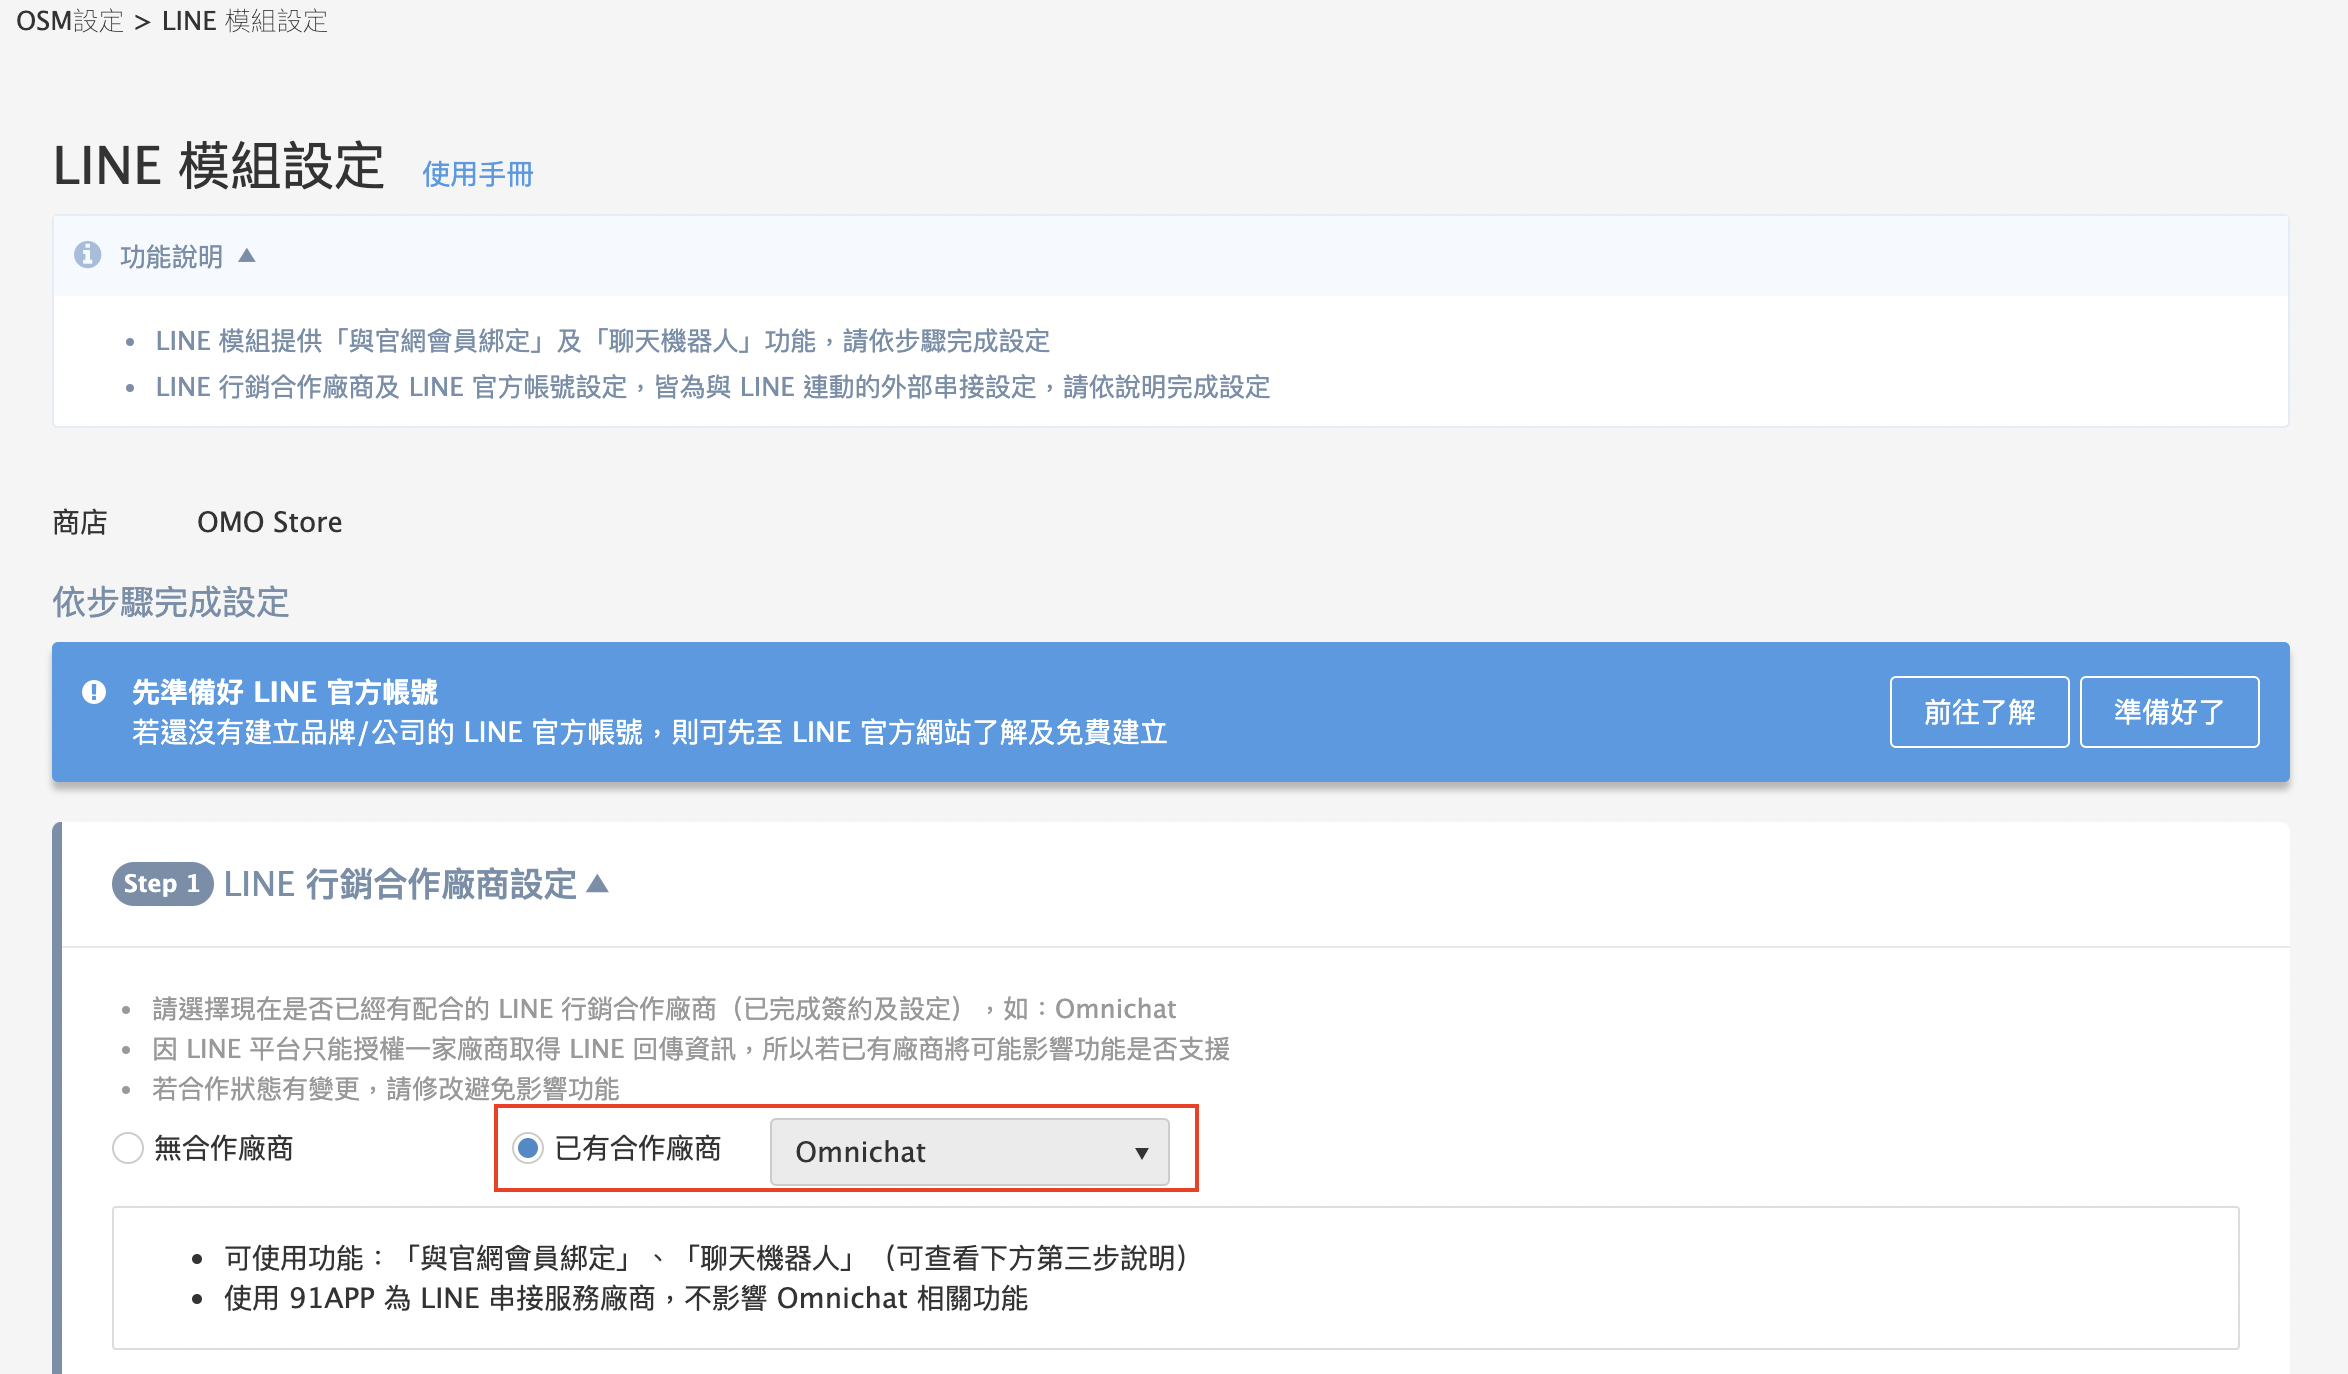 OSM設定 > LINE 模組設定
LINE 模組設定 使用手冊
功能說明
LINE 模組提供「與官網會員綁定」及「聊天機器人」功能，請依步驟完成設定
LINE 行銷合作廠商及 LINE 官方帳號設定，皆為與 LINE 連動的外部串接設定，請依說明完成設定
商店 OMO Store
依步驟完成設定
先準備好 LINE 官方帳號
若還沒有建立品牌/公司的 LINE 官方帳號，則可先至 LINE 官方網站了解及免費建立
前往了解 準備好了
Step 1 LINE 行銷合作廠商設定
請選擇現在是否已經有配合的 LINE 行銷合作廠商（已完成簽約及設定），如：Omnichat
因 LINE 平台只能授權一家廠商取得 LINE 回傳資訊，所以若已有廠商將可能影響功能是否支援
若合作狀態有變更，請修改避免影響功能
無合作廠商 已有合作廠商 Omnichat
可使用功能：「與官網會員綁定」、「聊天機器人」（可查看下方第三步說明）
使用 91APP 為 LINE 串接服務廠商，不影響 Omnichat 相關功能